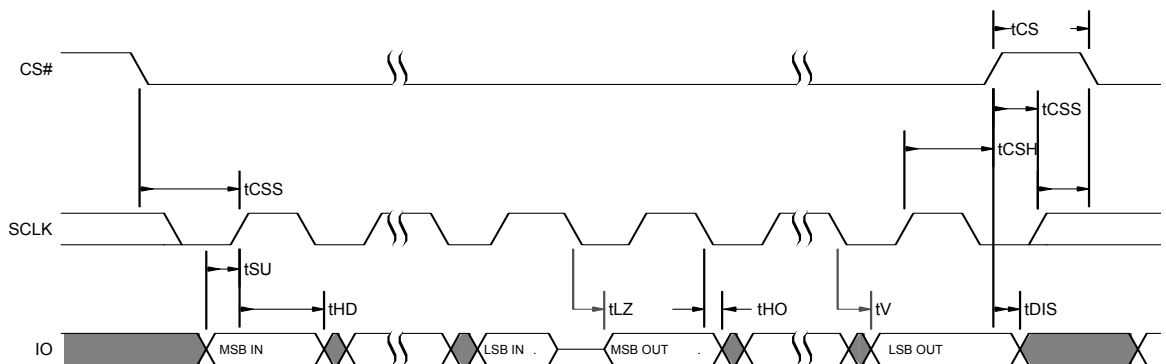 tCS
CS#
tCSS
tCSH
tCSS
SCLK
tSU
tHD
tLZ
tHO
tV
tDIS
IO
MSB IN
LSB IN .
MSB OUT .
LSB OUT